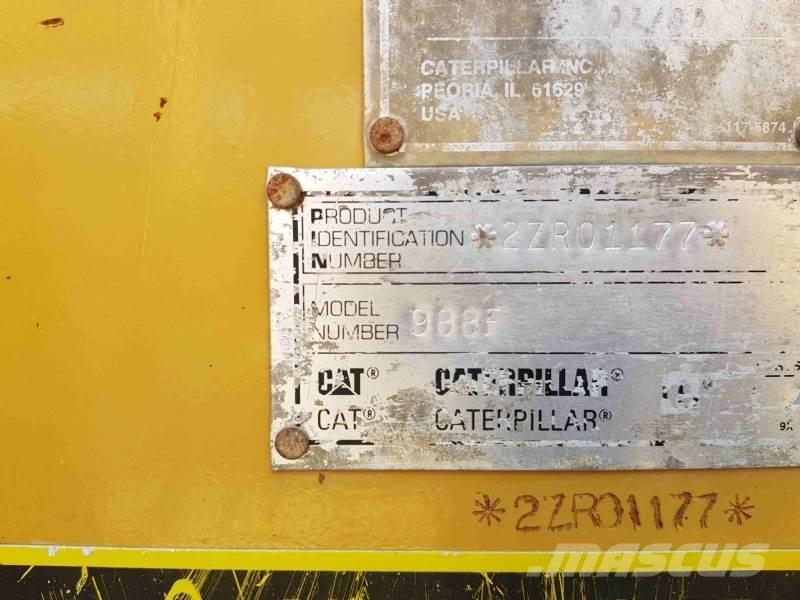 02/98
CATERPILLAR INC.
PEORIA, IL 61629
USA
117-5874
PRODUCT
IDENTIFICATION
NUMBER
*2ZR01177*
MODEL
NUMBER
988F
CAT® CATERPILLAR®
CAT® CATERPILLAR®
9X
*2ZR01177*
MASCUS